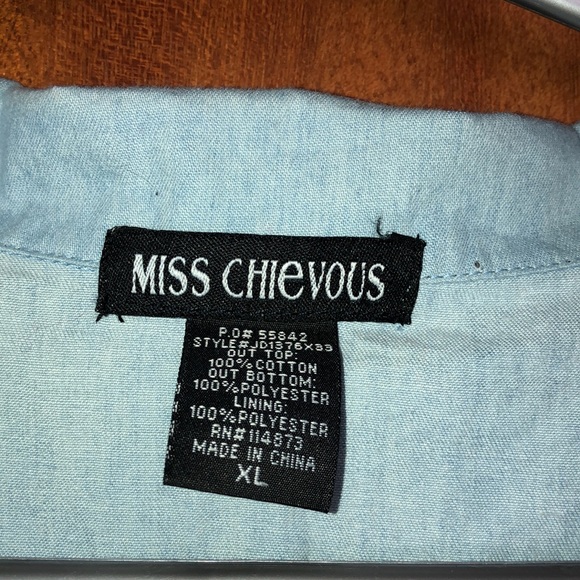 MISS CHIeVOUS
P.O# 55842
STYLE#JD1376X33
OUT TOP:
100%COTTON
OUT BOTTOM:
100%POLYESTER
LINING:
100%POLYESTER
RN#114873
MADE IN CHINA
XL